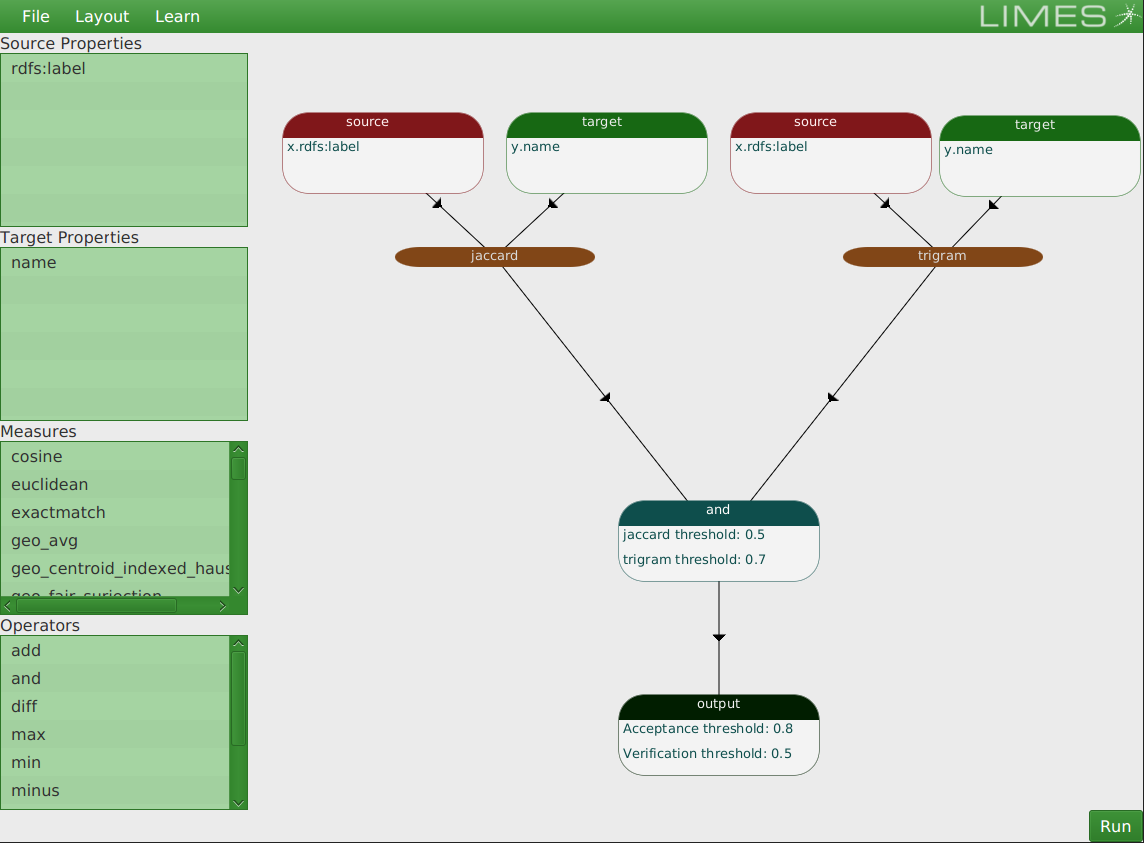 File Layout Learn
LIMES
Source Properties
rdfs:label
Target Properties
name
Measures
cosine
euclidean
exactmatch
geo_avg
geo_centroid_indexed_haus
geo_fair_surjection
Operators
add
and
diff
max
min
minus
source
x.rdfs:label
target
y.name
source
x.rdfs:label
target
y.name
jaccard
trigram
and
jaccard threshold: 0.5
trigram threshold: 0.7
output
Acceptance threshold: 0.8
Verification threshold: 0.5
Run